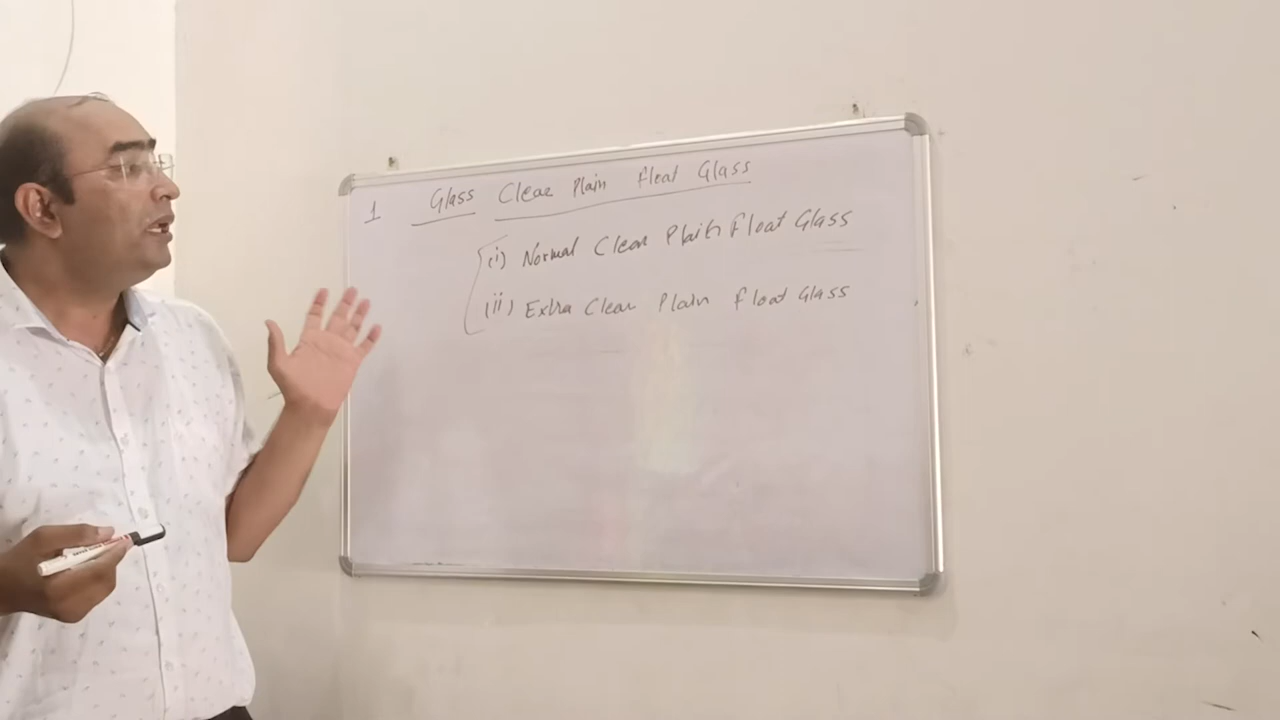 1 Glass Clear Plain Float Glass
(i) Normal Clear Plain Float Glass
(ii) Extra Clear Plain Float Glass